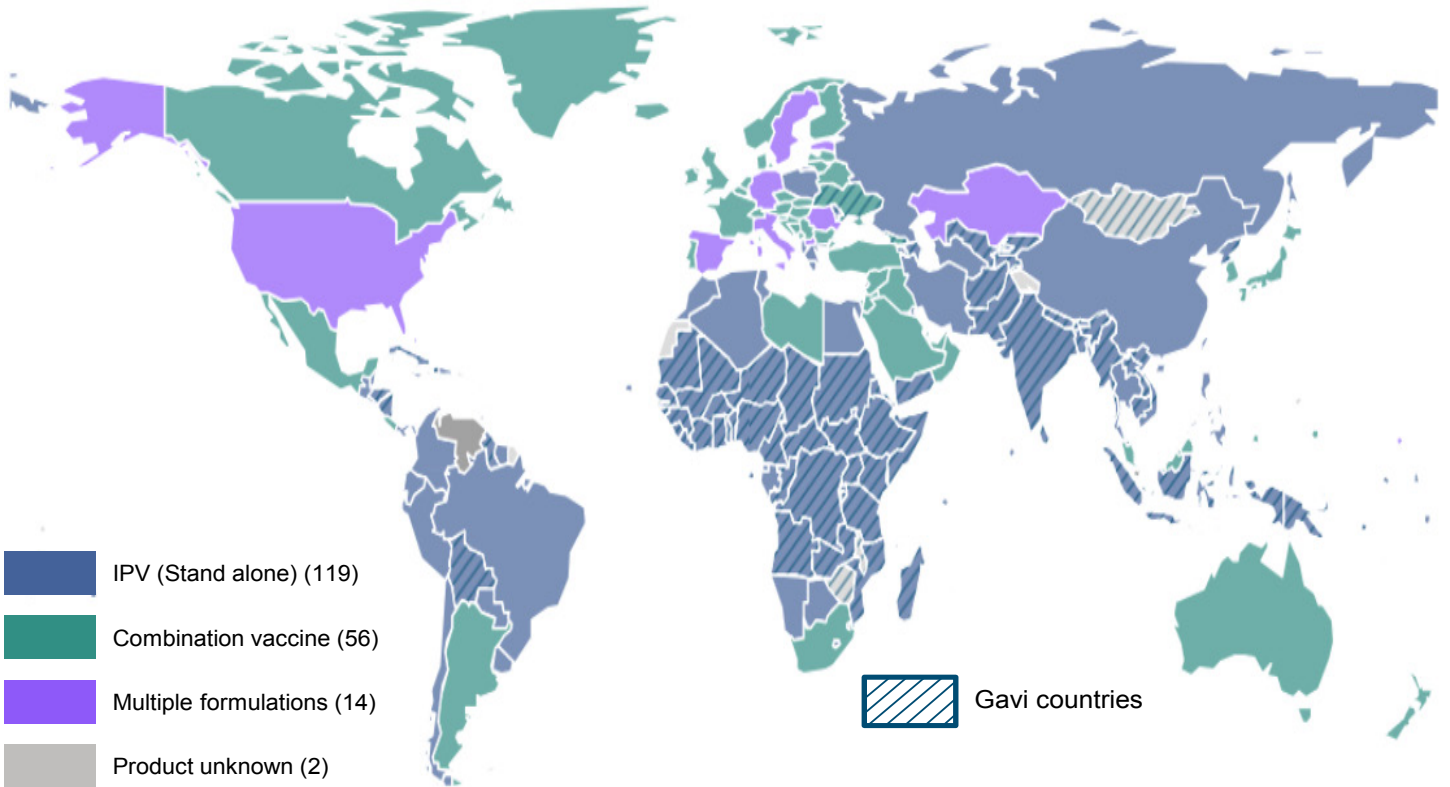 IPV (Stand alone) (119)
Combination vaccine (56)
Multiple formulations (14)
Product unknown (2)
Gavi countries